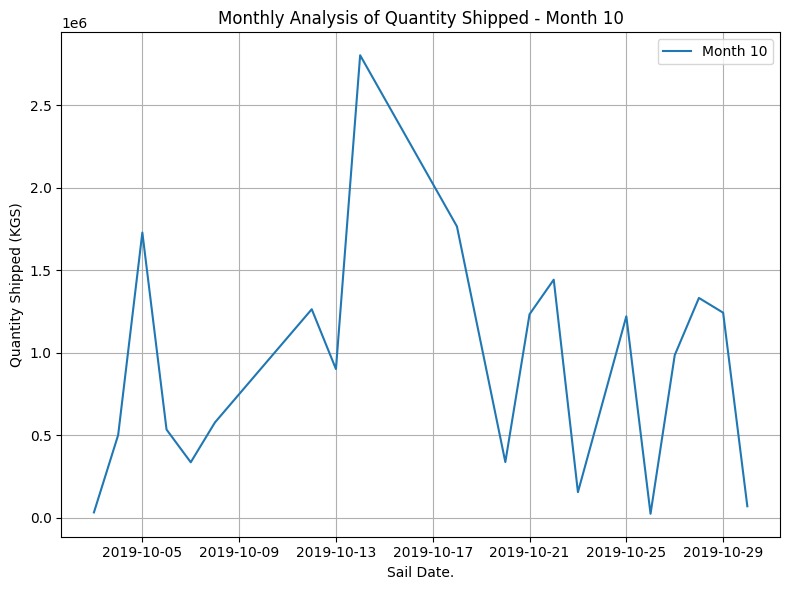 Monthly Analysis of Quantity Shipped - Month 10
1e6
Month 10
2.5
2.0
1.5
1.0
0.5
0.0
Quantity Shipped (KGS)
2019-10-05 2019-10-09 2019-10-13 2019-10-17 2019-10-21 2019-10-25 2019-10-29
Sail Date.